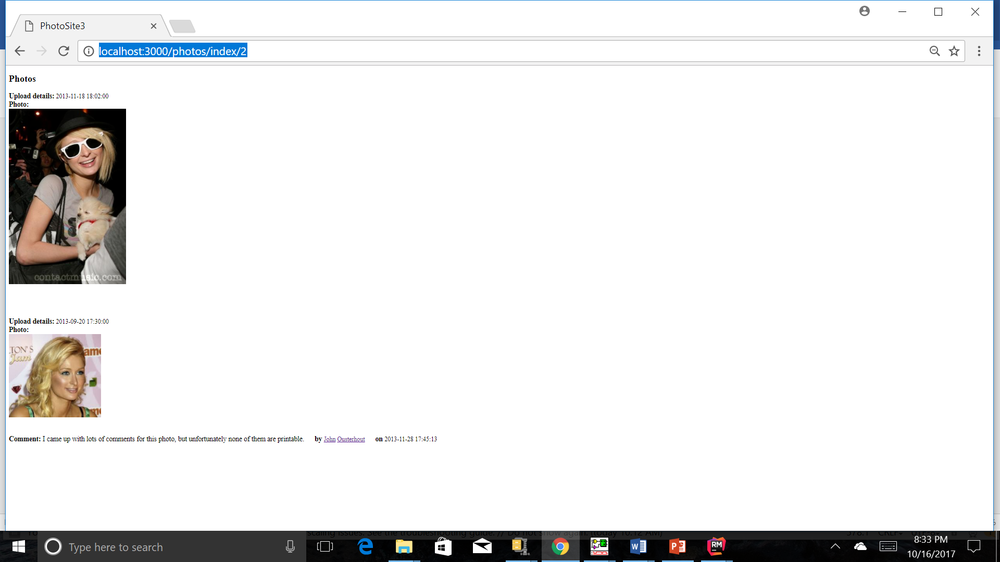 PhotoSite3
localhost:3000/photos/index/2
Photos
Upload details: 2013-11-18 18:02:00
Photo:
contactmusic.com
Upload details: 2013-09-20 17:30:00
Photo:
LTON'S
Jam
ame
Comment: I came up with lots of comments for this photo, but unfortunately none of them are printable. by John Ousterhout on 2013-11-28 17:45:13
scaling issues. See the troubleshooting guide. // Do not show again. (today 10:12 AM)
Type here to search
RM
8:33 PM
10/16/2017